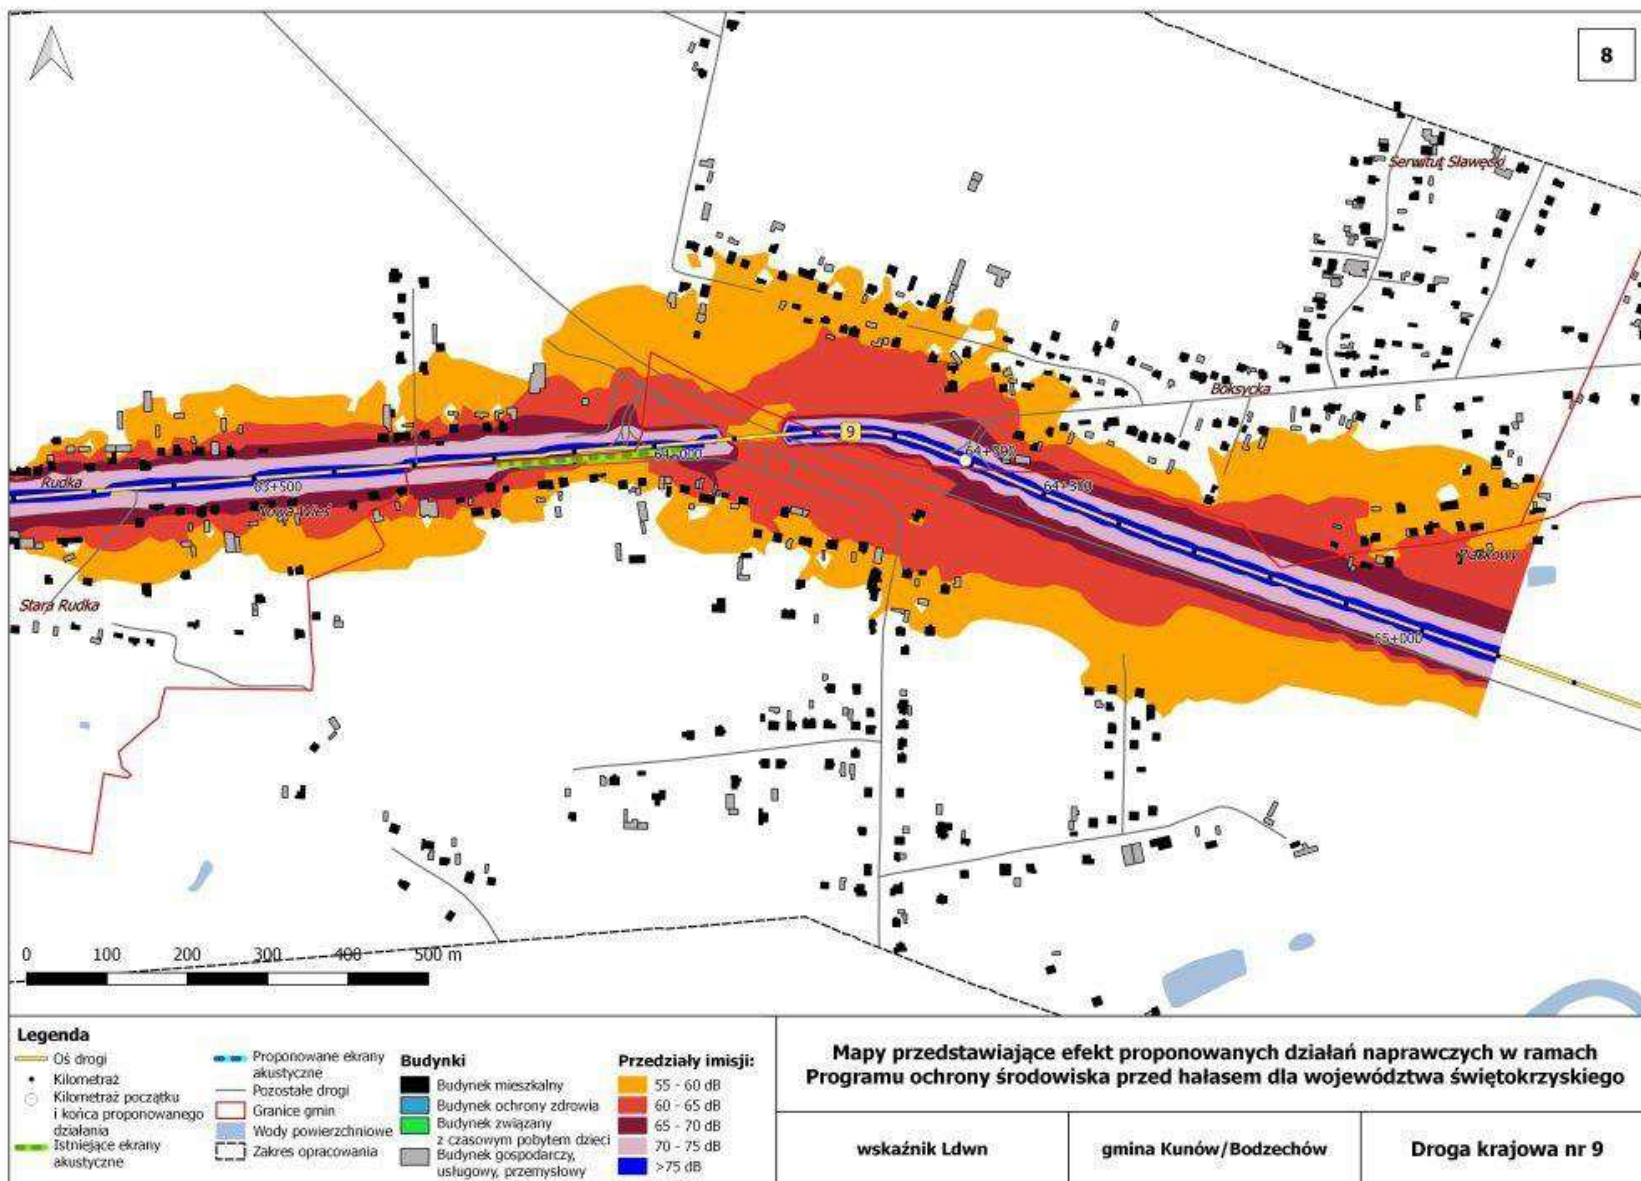 8
Serwitut Sławęcki
Boksycka
9
64+000
64+500
Rudka
63+500
Piaskowy
65+000
Stara Rudka
0 100 200 300 400 500 m
Legenda
Oś drogi
Kilometraż
Kilometraż początku
i końca proponowanego
działania
Istniejące ekrany
akustyczne
Proponowane ekrany
akustyczne
Pozostałe drogi
Granice gmin
Wody powierzchniowe
Zakres opracowania
Budynki
Budynek mieszkalny
Budynek ochrony zdrowia
Budynek związany
z czasowym pobytem dzieci
Budynek gospodarczy,
usługowy, przemysłowy
Przedziały imisji:
55 - 60 dB
60 - 65 dB
65 - 70 dB
70 - 75 dB
>75 dB
Mapy przedstawiające efekt proponowanych działań naprawczych w ramach
Programu ochrony środowiska przed hałasem dla województwa świętokrzyskiego
wskaźnik Ldwn
gmina Kunów/Bodzechów
Droga krajowa nr 9